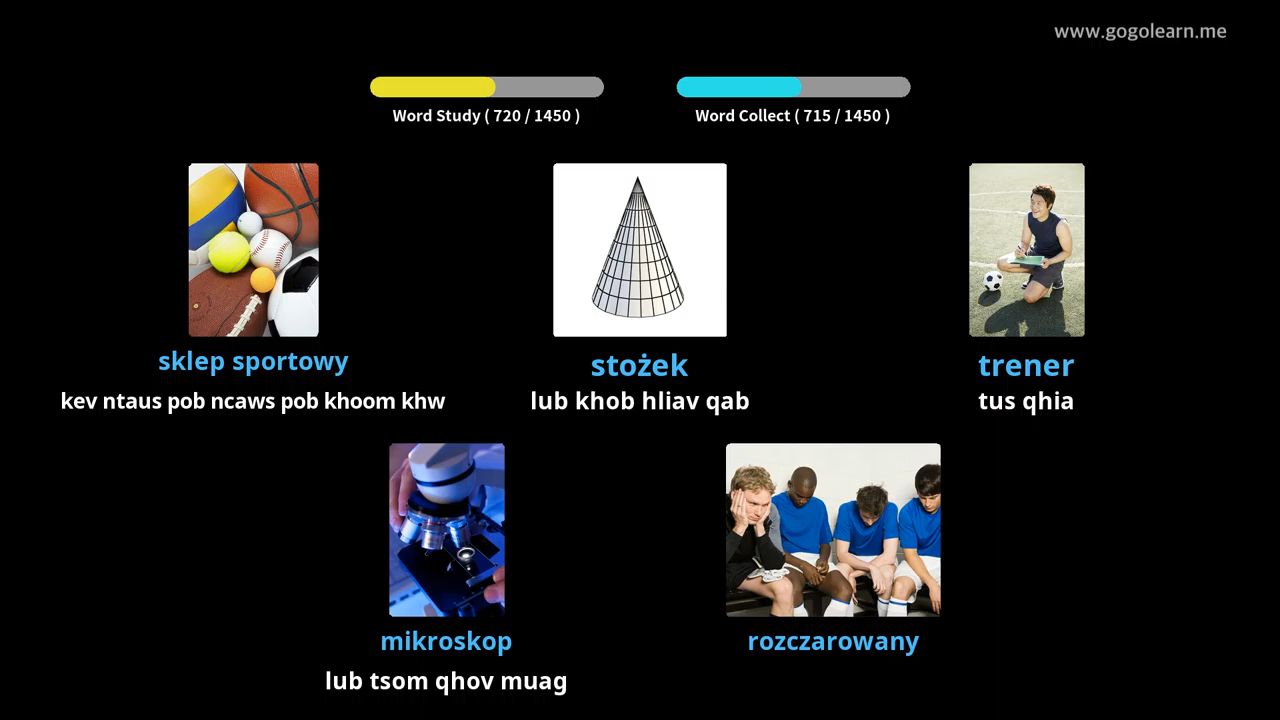 www.gogolearn.me
Word Study ( 720 / 1450 )
Word Collect ( 715 / 1450 )
sklep sportowy
stożek
trener
kev ntaus pob ncaws pob khoom khw
lub khob hliav qab
tus qhia
mikroskop
rozczarowany
lub tsom qhov muag